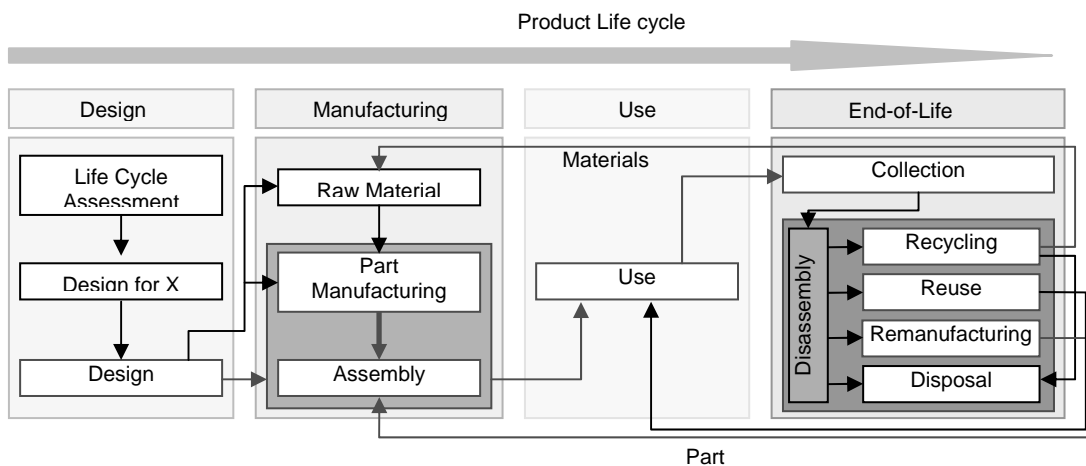 Product Life cycle
Design
Manufacturing
Use
End-of-Life
Life Cycle
Assessment
Design for X
Design
Raw Material
Part
Manufacturing
Assembly
Materials
Use
Collection
Disassembly
Recycling
Reuse
Remanufacturing
Disposal
Part